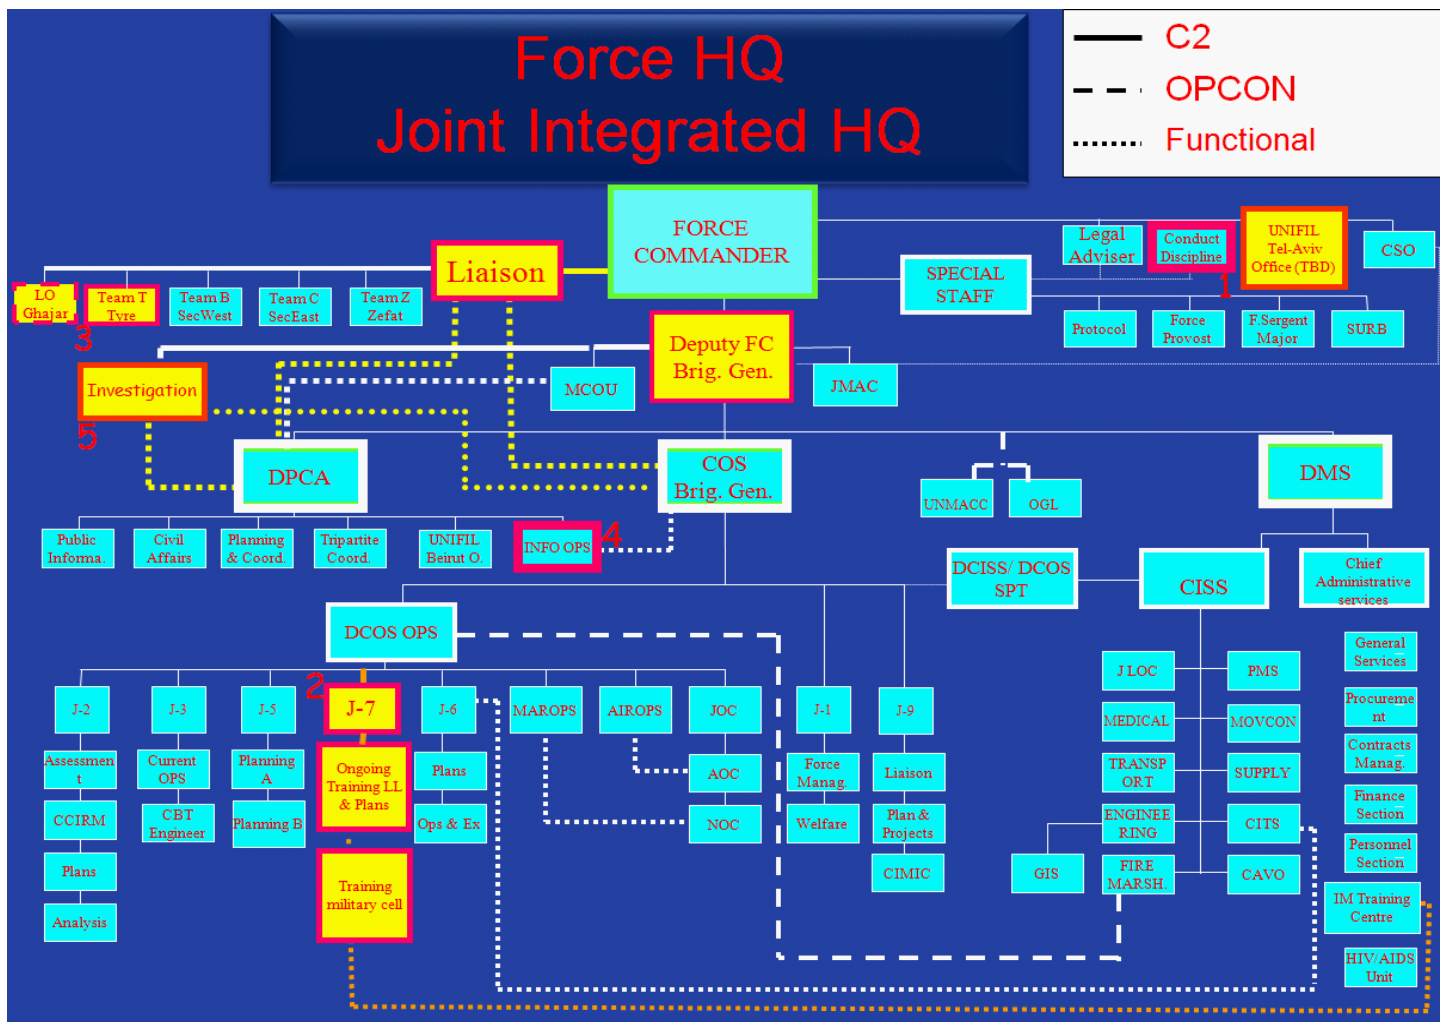 Force HQ
Joint Integrated HQ
C2
OPCON
Functional
FORCE
COMMANDER
Liaison
LO
Ghajar
Team T
Tyre
Team B
SecWest
Team C
SecEast
Team Z
Zefat
3
SPECIAL
STAFF
Legal
Adviser
Conduct
Discipline
1
UNIFIL
Tel-Aviv
Office (TBD)
CSO
Protocol
Force
Provost
F.Sergent
Major
SURB
Deputy FC
Brig. Gen.
MCOU
JMAC
Investigation
5
DPCA
COS
Brig. Gen.
UNMACC
OGL
DMS
Public
Informa.
Civil
Affairs
Planning
& Coord.
Tripartite
Coord.
UNIFIL
Beirut O.
INFO OPS
4
DCISS/ DCOS
SPT
CISS
Chief
Administrative
services
DCOS OPS
2
J-2
J-3
J-5
J-7
J-6
MAROPS
AIROPS
JOC
J-1
J-9
Assessmen
t
CCIRM
Plans
Analysis
Current
OPS
CBT
Engineer
Planning
A
Planning B
Ongoing
Training LL
& Plans
Training
military cell
Plans
Ops & Ex
AOC
NOC
Force
Manag.
Welfare
Liaison
Plan &
Projects
CIMIC
J LOC
PMS
MEDICAL
MOVCON
TRANSP
ORT
SUPPLY
ENGINEE
RING
CITS
GIS
FIRE
MARSH.
CAVO
General
Services
Procureme
nt
Contracts
Manag.
Finance
Section
Personnel
Section
IM Training
Centre
HIV/AIDS
Unit